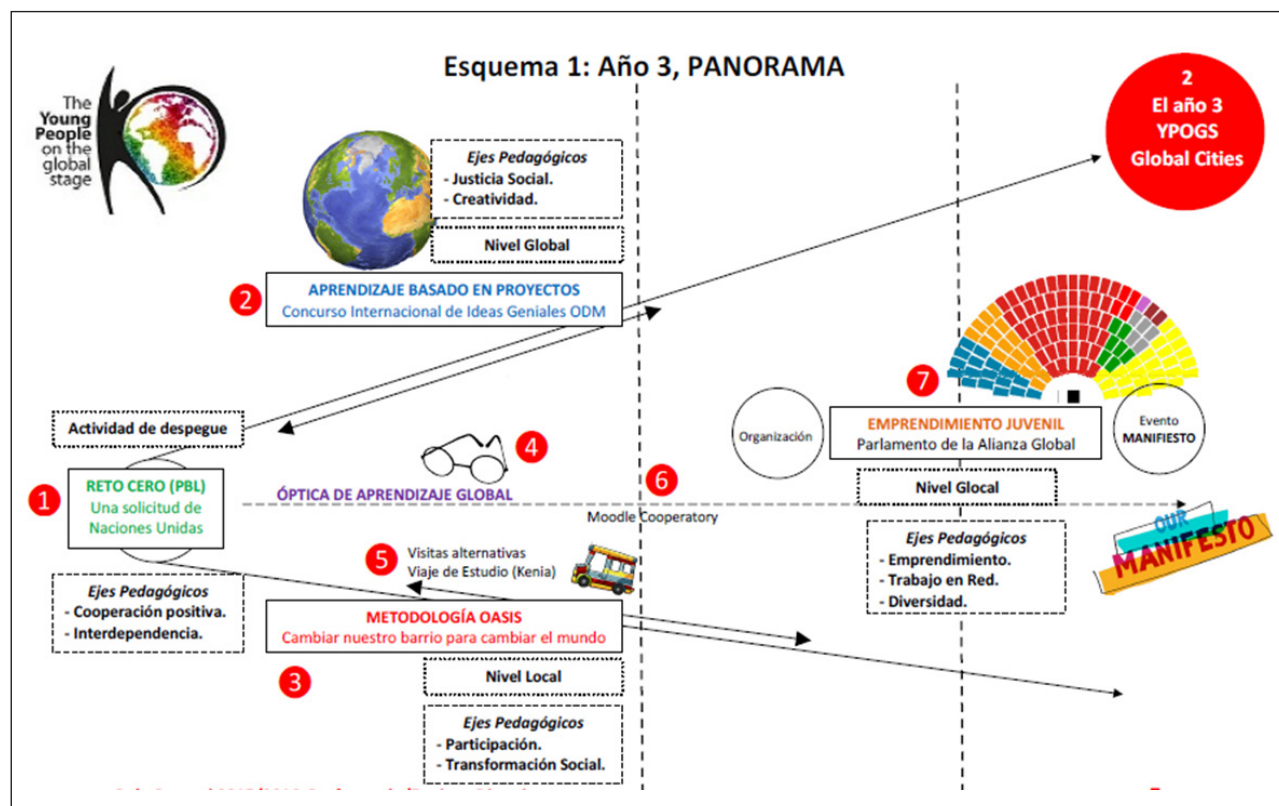 Esquema 1: Año 3, PANORAMA
The
Young
People
on the
global
stage
2
El año 3
YPOGS
Global Cities
Ejes Pedagógicos
- Justicia Social.
- Creatividad.
Nivel Global
2
APRENDIZAJE BASADO EN PROYECTOS
Concurso Internacional de Ideas Geniales ODM
Actividad de despegue
1
RETO CERO (PBL)
Una solicitud de
Naciones Unidas
Ejes Pedagógicos
- Cooperación positiva.
- Interdependencia.
4
ÓPTICA DE APRENDIZAJE GLOBAL
6
Moodle Cooperatory
5
Visitas alternativas
Viaje de Estudio (Kenia)
METODOLOGÍA OASIS
Cambiar nuestro barrio para cambiar el mundo
3
Nivel Local
Ejes Pedagógicos
- Participación.
- Transformación Social.
7
Organización
EMPRENDIMIENTO JUVENIL
Parlamento de la Alianza Global
Evento
MANIFIESTO
Nivel Glocal
Ejes Pedagógicos
- Emprendimiento.
- Trabajo en Red.
- Diversidad.
OUR
MANIFESTO